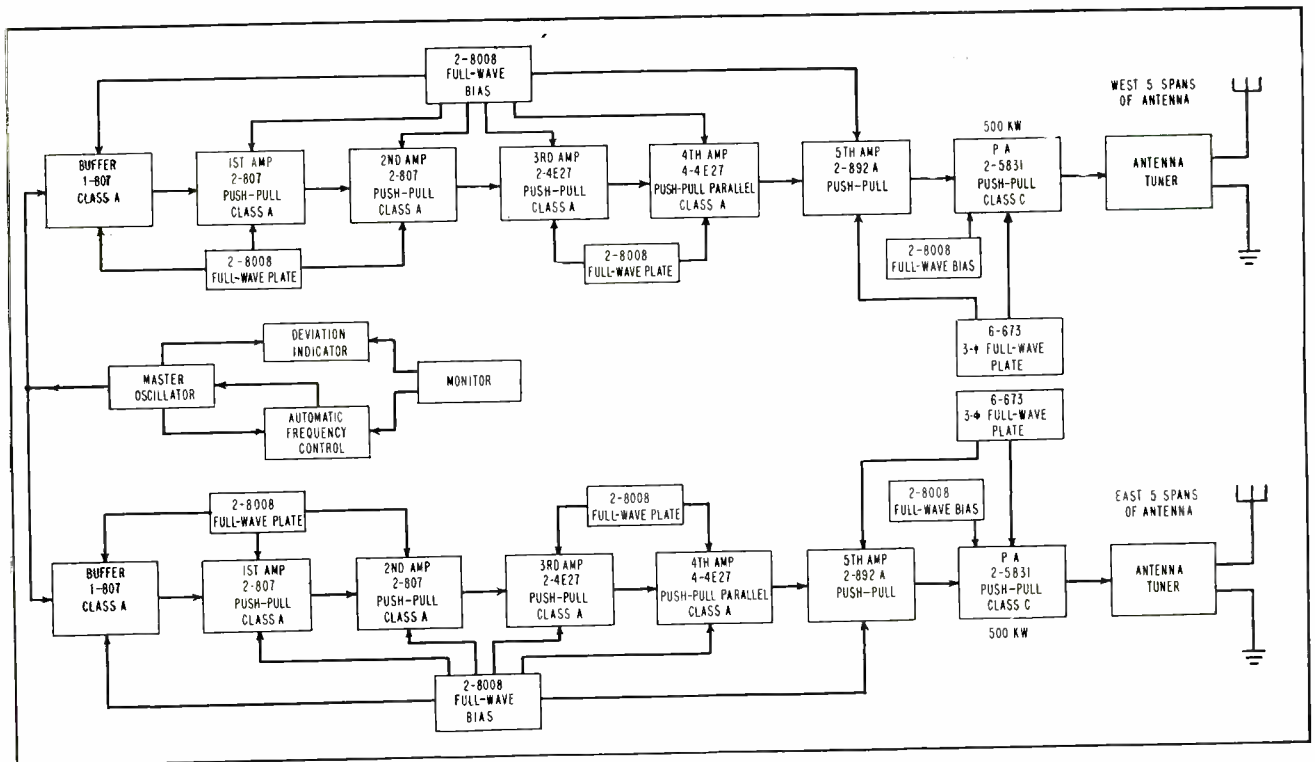 2-8008
FULL-WAVE
BIAS
WEST 5 SPANS
OF ANTENNA
BUFFER
1-807
CLASS A
1ST AMP
2-807
PUSH-PULL
CLASS A
2ND AMP
2-807
PUSH-PULL
CLASS A
3RD AMP
2-4E27
PUSH-PULL
CLASS A
4TH AMP
4-4E27
PUSH-PULL PARALLEL
CLASS A
5TH AMP
2-892 A
PUSH-PULL
500 KW
P A
2-5831
PUSH-PULL
CLASS C
ANTENNA
TUNER
2-8008
FULL-WAVE PLATE
2-8008
FULL-WAVE PLATE
2-8008
FULL-WAVE BIAS
6-673
3-ϕ FULL-WAVE
PLATE
DEVIATION
INDICATOR
MASTER
OSCILLATOR
MONITOR
AUTOMATIC
FREQUENCY
CONTROL
6-673
3-ϕ FULL-WAVE
PLATE
2-8008
FULL-WAVE PLATE
2-8008
FULL-WAVE PLATE
2-8008
FULL-WAVE BIAS
EAST 5 SPANS
OF ANTENNA
BUFFER
1-807
CLASS A
1ST AMP
2-807
PUSH-PULL
CLASS A
2ND AMP
2-807
PUSH-PULL
CLASS A
3RD AMP
2-4E27
PUSH-PULL
CLASS A
4TH AMP
4-4E27
PUSH-PULL PARALLEL
CLASS A
5TH AMP
2-892 A
PUSH-PULL
P A
2-5831
PUSH-PULL
CLASS C
500 KW
ANTENNA
TUNER
2-8008
FULL-WAVE
BIAS